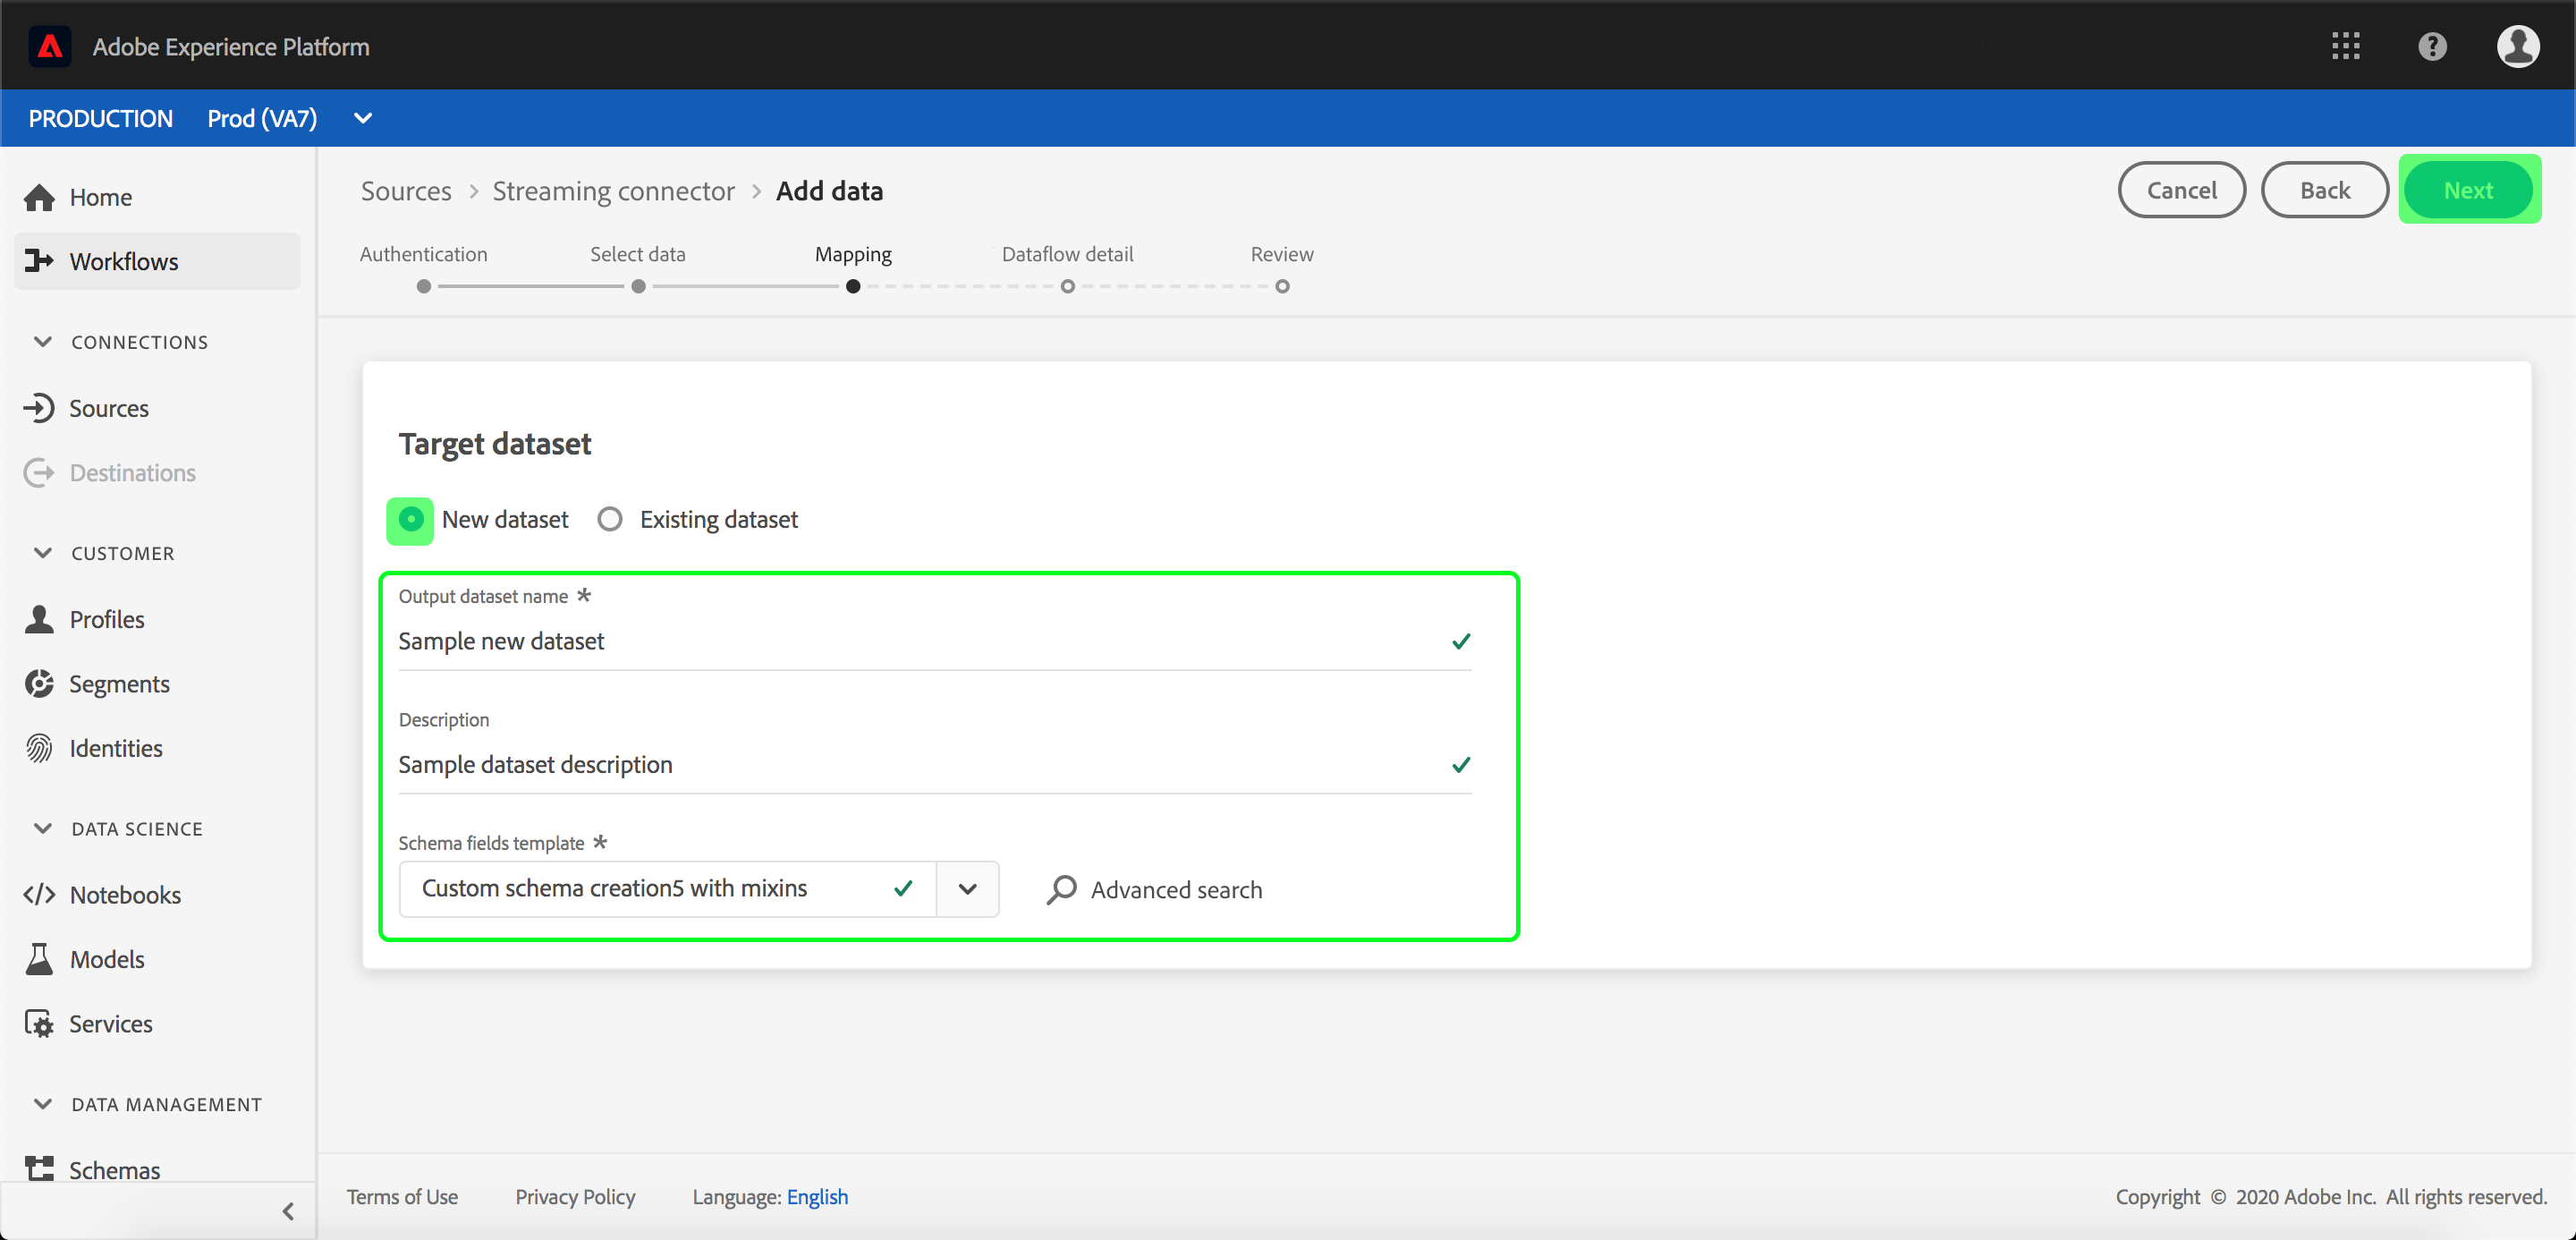 Adobe Experience Platform
PRODUCTION Prod (VA7)
Home
Workflows
CONNECTIONS
Sources
Destinations
CUSTOMER
Profiles
Segments
Identities
DATA SCIENCE
Notebooks
Models
Services
DATA MANAGEMENT
Schemas
Sources > Streaming connector > Add data
Cancel Back Next
Authentication Select data Mapping Dataflow detail Review
Target dataset
New dataset Existing dataset
Output dataset name *
Sample new dataset
Description
Sample dataset description
Schema fields template *
Custom schema creation5 with mixins Advanced search
Terms of Use Privacy Policy Language: English Copyright © 2020 Adobe Inc. All rights reserved.